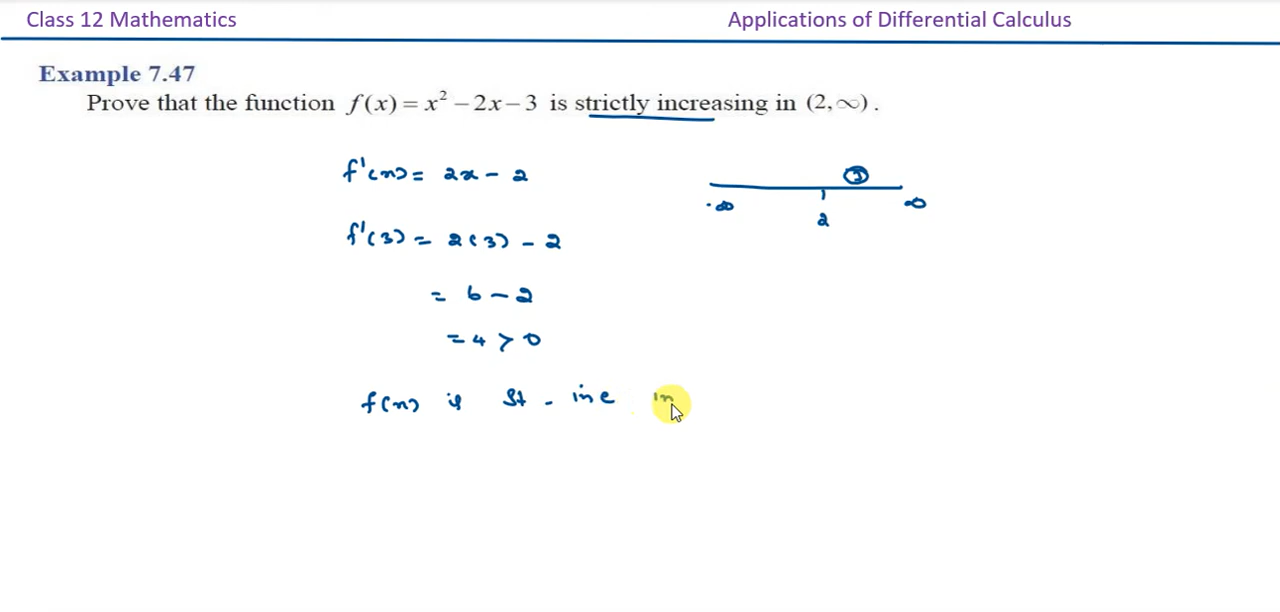 Class 12 Mathematics Applications of Differential Calculus
Example 7.47
Prove that the function f(x) = x² − 2x − 3 is strictly increasing in (2, ∞).
f'(x) = 2x - 2
3
-∞ 2 ∞
f'(3) = 2(3) - 2
= 6 - 2
= 4 > 0
f(x) is st - inc in